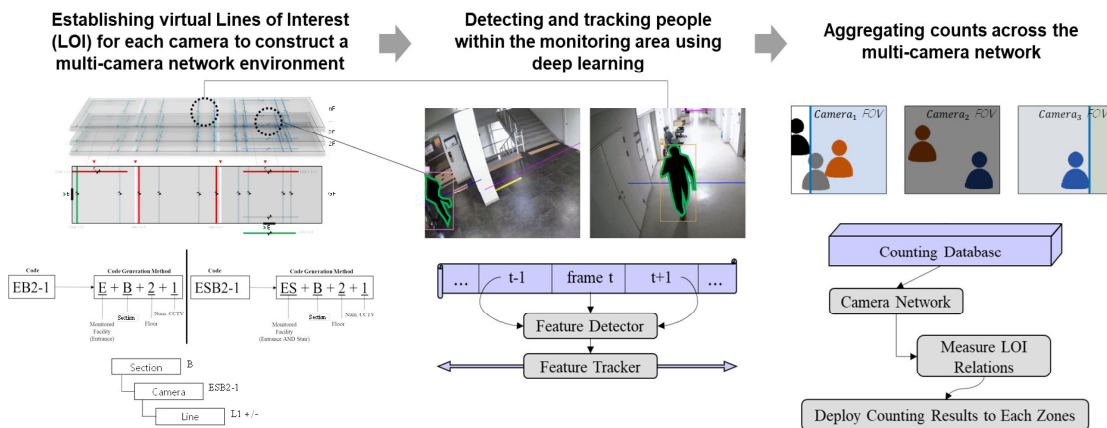 Establishing virtual Lines of Interest
(LOI) for each camera to construct a
multi-camera network environment
Detecting and tracking people
within the monitoring area using
deep learning
Aggregating counts across the
multi-camera network
Camera₁ FOV
Camera₂ FOV
Camera₃ FOV
Code
Code Generation Method
EB2-1
E + B + 2 + 1
Monitored
Facility
(Entrance)
Section
Floor
Num. CCTV
Code
Code Generation Method
ESB2-1
ES + B + 2 + 1
Monitored
Facility
(Entrance AND Stair)
Section
Floor
Num. CCTV
Section
B
Camera
ESB2-1
Line
L1 +/-
... t-1 frame t t+1 ...
Feature Detector
Feature Tracker
Counting Database
Camera Network
Measure LOI
Relations
Deploy Counting Results to Each Zones